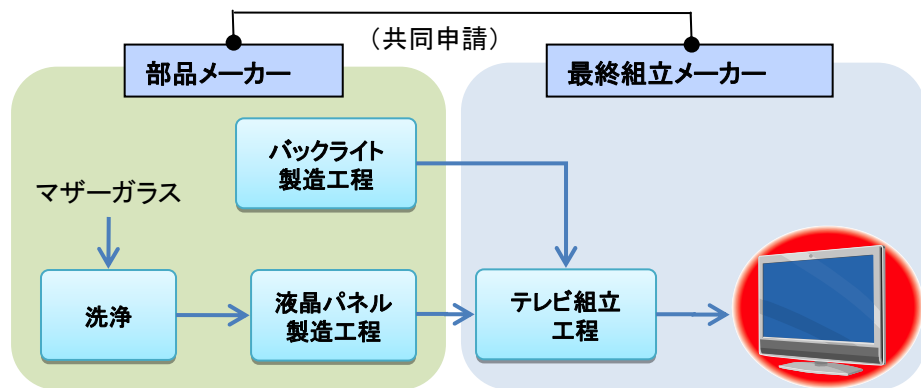 （共同申請）
部品メーカー
最終組立メーカー
バックライト
製造工程
マザーガラス
洗浄
液晶パネル
製造工程
テレビ組立
工程